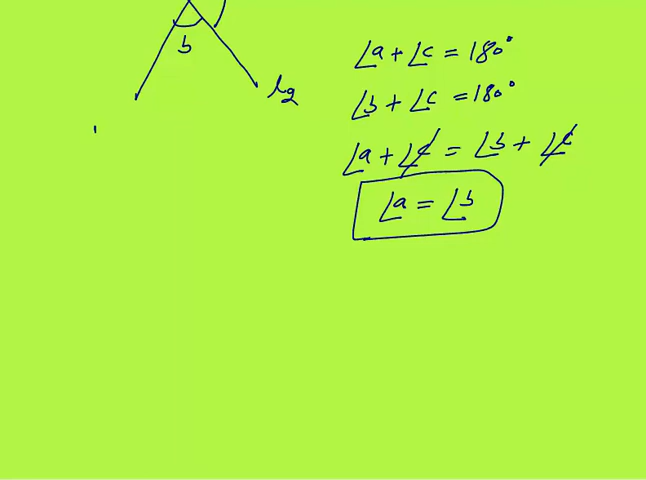 b
l₂
∠a + ∠c = 180°
∠b + ∠c = 180°
∠a + ∠c = ∠b + ∠c
∠a = ∠b